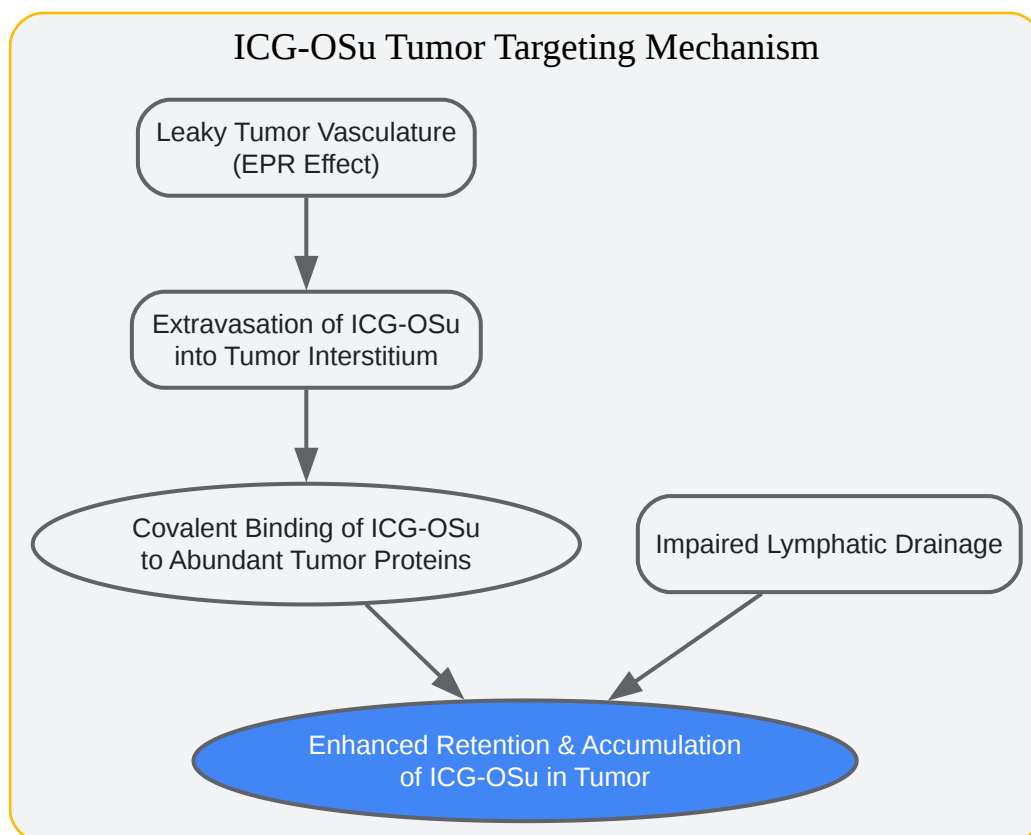 ICG-OSu Tumor Targeting Mechanism
Leaky Tumor Vasculature
(EPR Effect)
Extravasation of ICG-OSu
into Tumor Interstitium
Covalent Binding of ICG-OSu
to Abundant Tumor Proteins
Impaired Lymphatic Drainage
Enhanced Retention & Accumulation
of ICG-OSu in Tumor